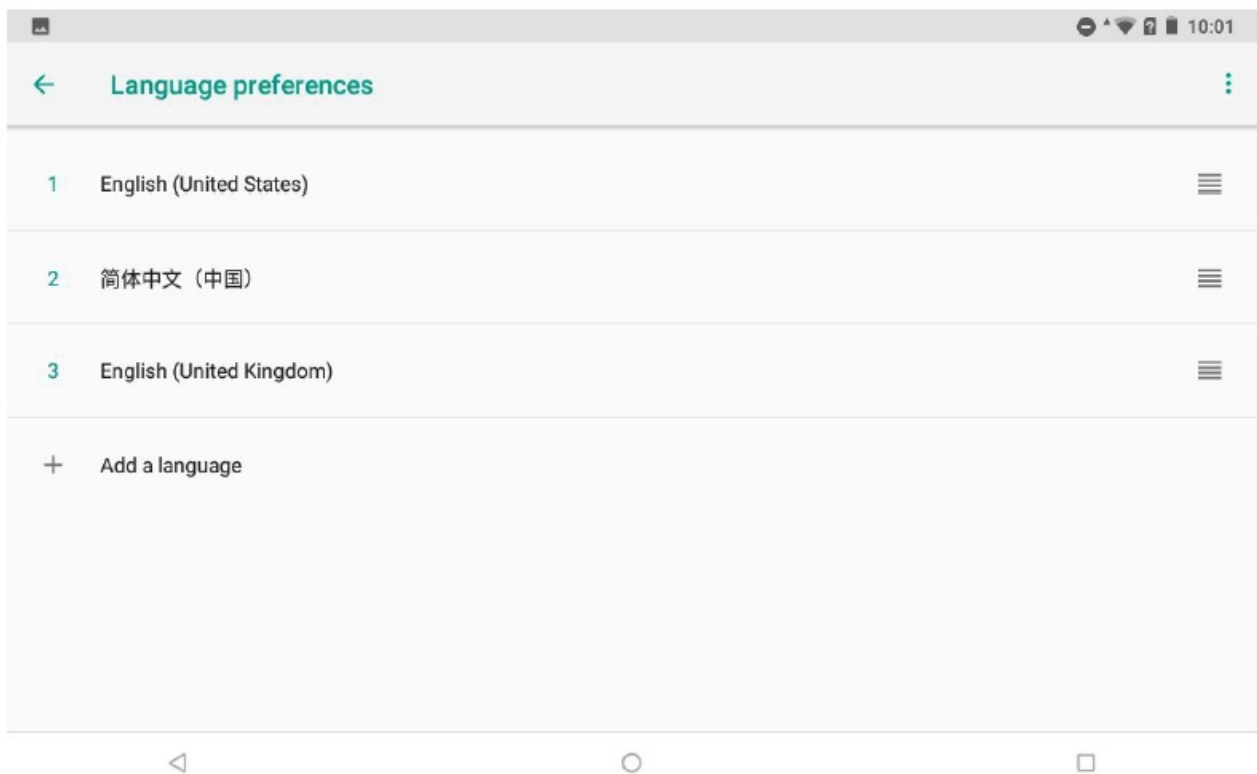 10:01
Language preferences
1 English (United States)
2 简体中文（中国）
3 English (United Kingdom)
+ Add a language